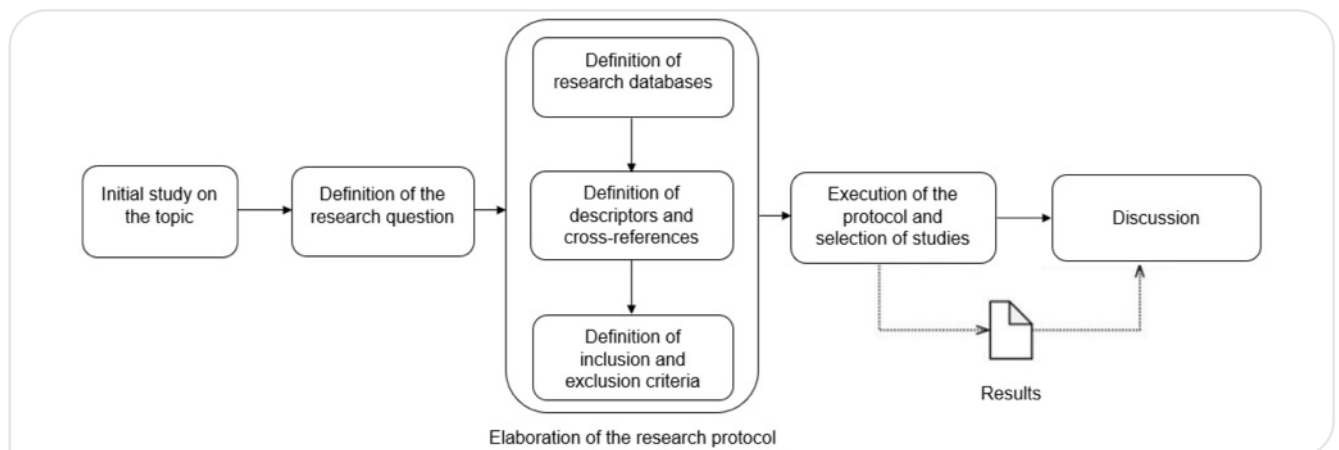 Initial study on
the topic
Definition of the
research question
Definition of
research databases
Definition of
descriptors and
cross-references
Definition of
inclusion and
exclusion criteria
Elaboration of the research protocol
Execution of the
protocol and
selection of studies
Results
Discussion